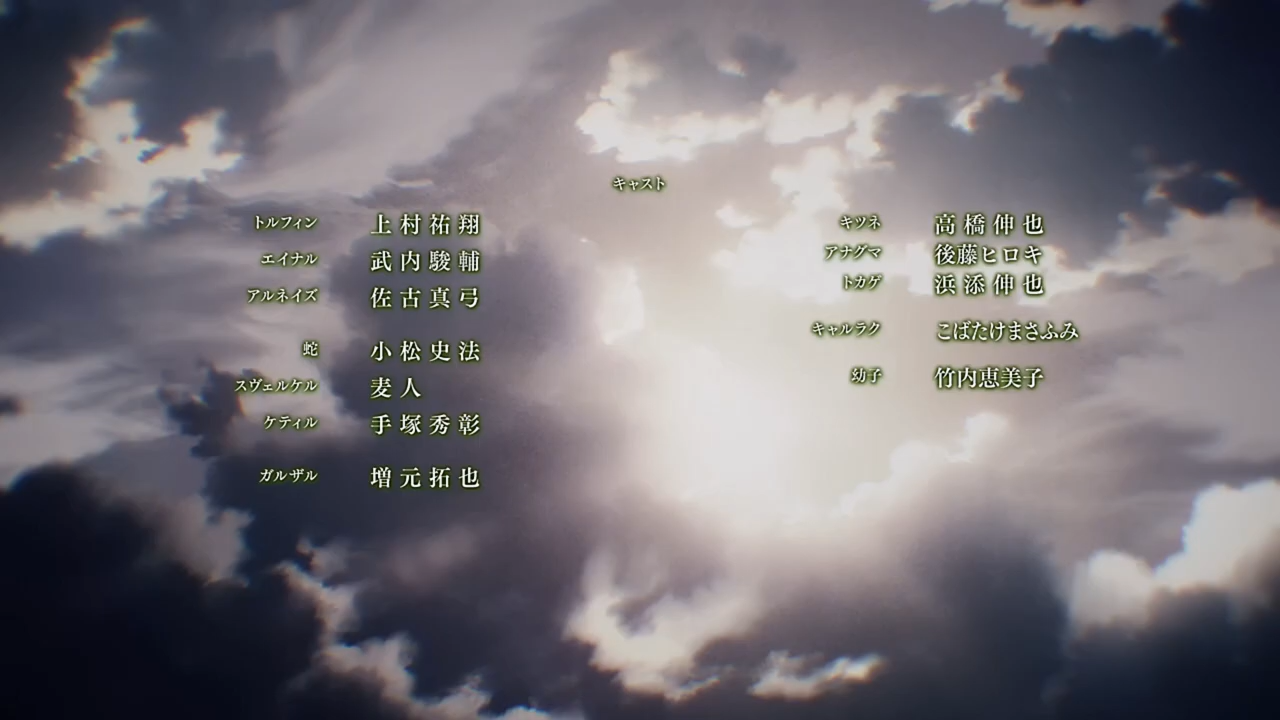 キャスト
トルフィン 上村祐翔
エイナル 武内駿輔
アルネイズ 佐古真弓
蛇 小松史法
スヴェルケル 麦人
ケティル 手塚秀彰
ガルザル 増元拓也
キツネ 高橋伸也
アナグマ 後藤ヒロキ
トカゲ 浜添伸也
キャルラク こばたけまさふみ
幼子 竹内恵美子